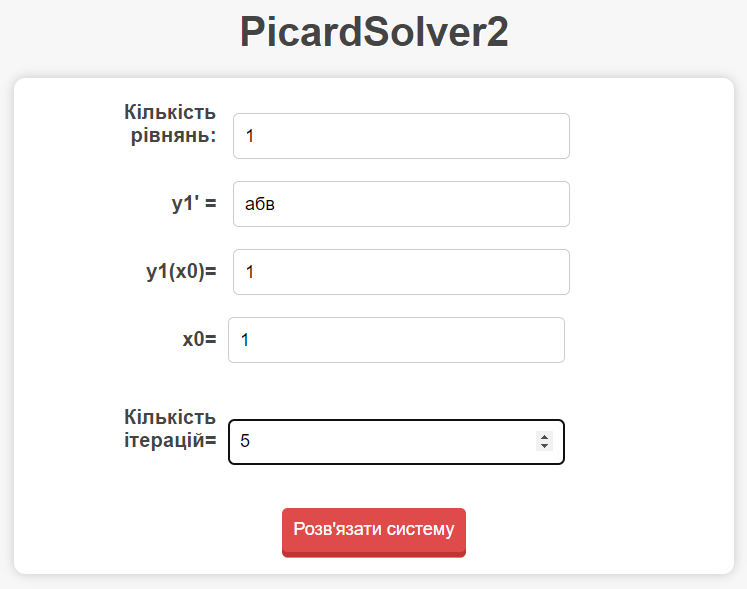 PicardSolver2
Кількість
рівнянь:
1
y1' =
абв
y1(x0)=
1
x0=
1
Кількість
ітерацій=
5
Розв'язати систему